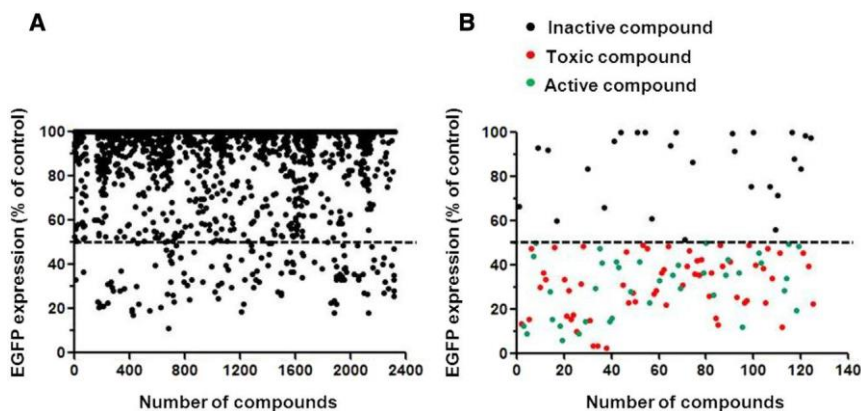 A
B
Inactive compound
Toxic compound
Active compound
EGFP expression (% of control)
100
80
60
40
20
0
0 400 800 1200 1600 2000 2400
Number of compounds
EGFP expression (% of control)
100
80
60
40
20
0
0 20 40 60 80 100 120 140
Number of compounds